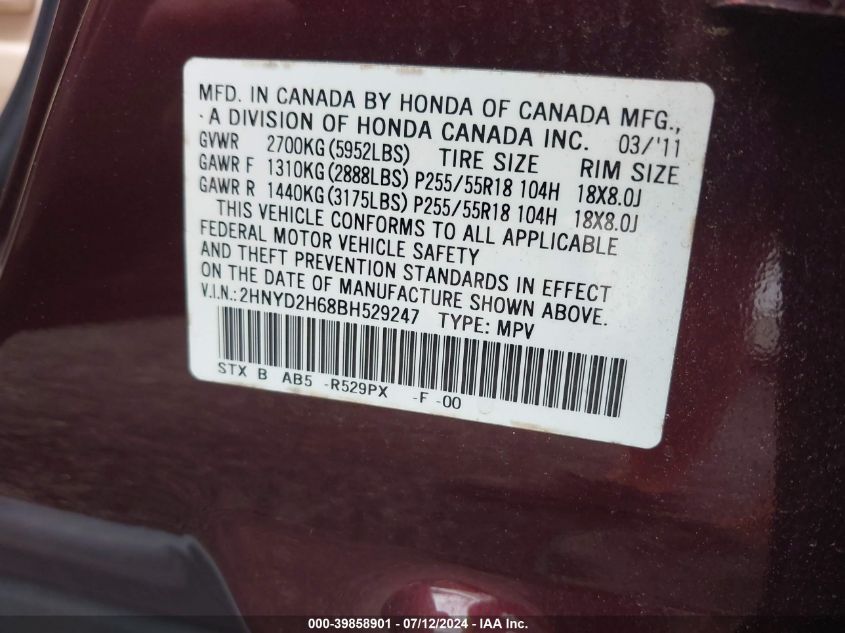 MFD. IN CANADA BY HONDA OF CANADA MFG.,
A DIVISION OF HONDA CANADA INC. 03/'11
GVWR 2700KG (5952LBS) TIRE SIZE RIM SIZE
GAWR F 1310KG (2888LBS) P255/55R18 104H 18X8.0J
GAWR R 1440KG (3175LBS) P255/55R18 104H 18X8.0J
THIS VEHICLE CONFORMS TO ALL APPLICABLE
FEDERAL MOTOR VEHICLE SAFETY
AND THEFT PREVENTION STANDARDS IN EFFECT
ON THE DATE OF MANUFACTURE SHOWN ABOVE.
V.I.N.:2HNYD2H68BH529247 TYPE: MPV
STX B AB5 -R529PX -F -00
000-39858901 / 07/12/2024 - IAA Inc.